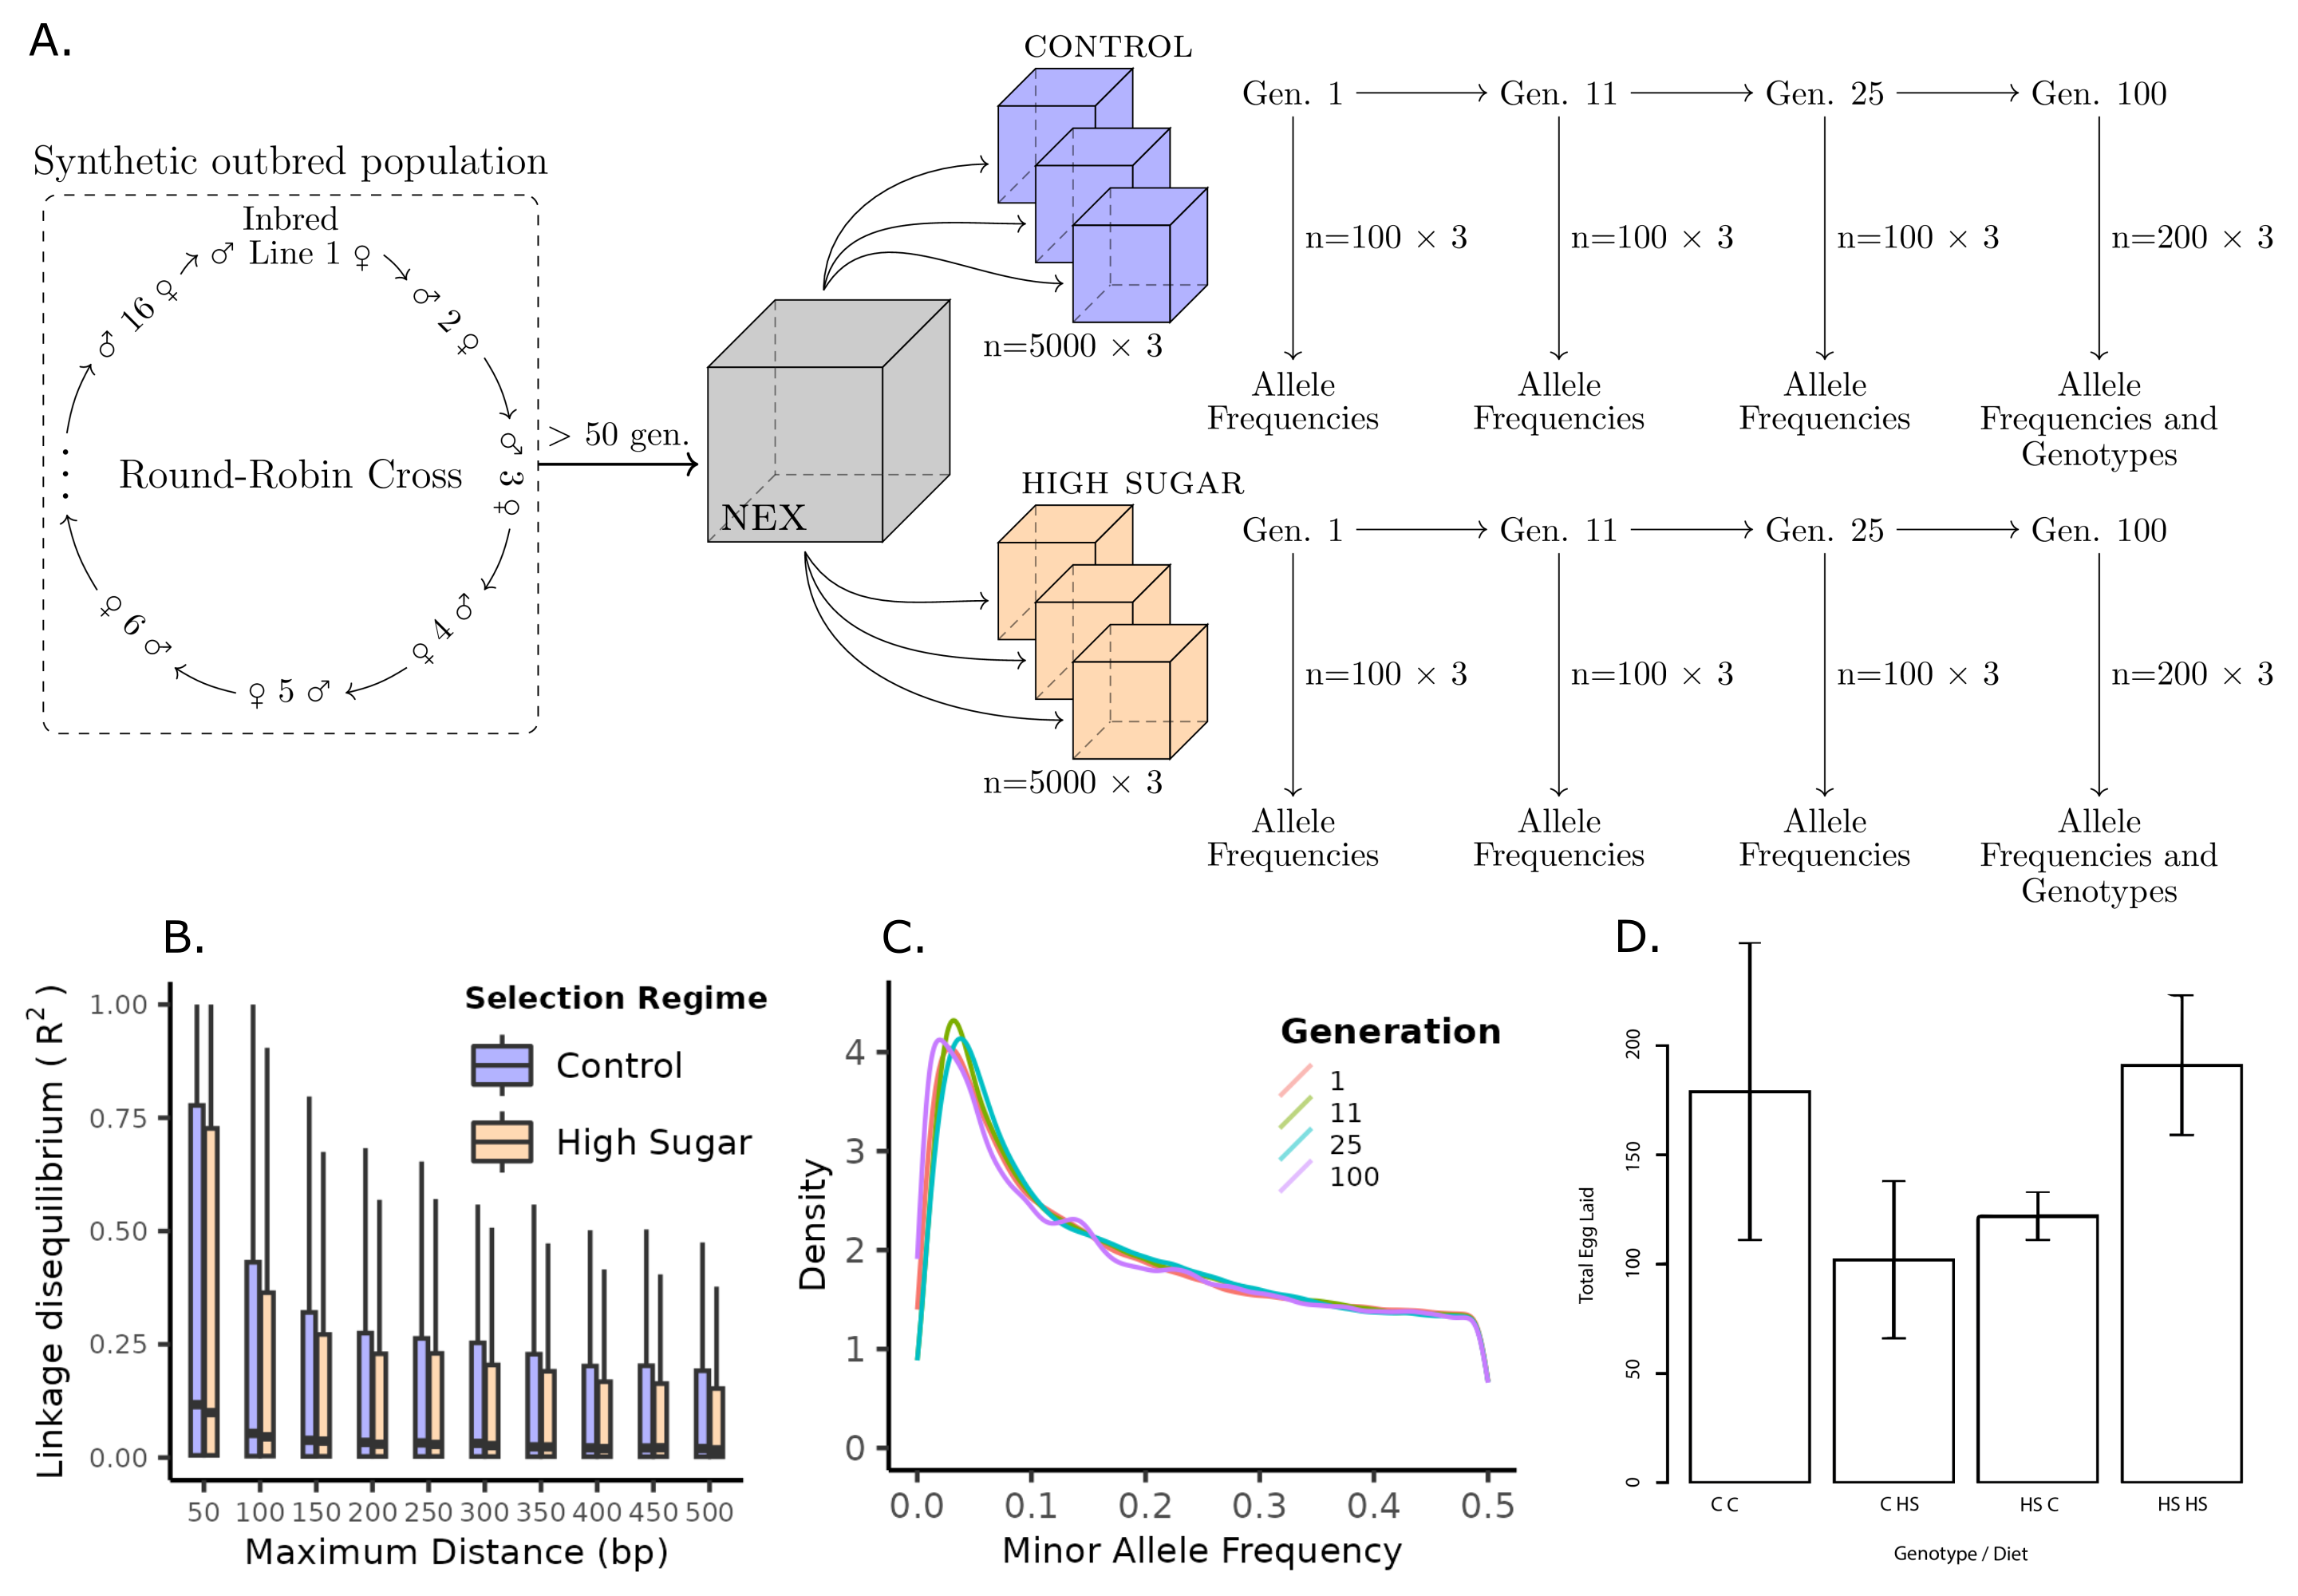 A.
Synthetic outbred population
Inbred
♂ Line 1 ♀
♂ 2 ♀
♂ 3 ♀
♂ 4 ♀
♀ 5 ♂
♂ 6 ♀
...
♂ 16 ♀
Round-Robin Cross
> 50 gen.
NEX
CONTROL
n=5000 × 3
Gen. 1
Gen. 11
Gen. 25
Gen. 100
n=100 × 3
n=100 × 3
n=100 × 3
n=200 × 3
Allele
Frequencies
Allele
Frequencies
Allele
Frequencies
Allele
Frequencies and
Genotypes
HIGH SUGAR
n=5000 × 3
Gen. 1
Gen. 11
Gen. 25
Gen. 100
n=100 × 3
n=100 × 3
n=100 × 3
n=200 × 3
Allele
Frequencies
Allele
Frequencies
Allele
Frequencies
Allele
Frequencies and
Genotypes
B.
Linkage disequilibrium ( R² )
1.00
0.75
0.50
0.25
0.00
Selection Regime
Control
High Sugar
50 100 150 200 250 300 350 400 450 500
Maximum Distance (bp)
C.
Density
4
3
2
1
0
Generation
1
11
25
100
0.0 0.1 0.2 0.3 0.4 0.5
Minor Allele Frequency
D.
Total Egg Laid
200
150
100
50
0
C C
C HS
HS C
HS HS
Genotype / Diet